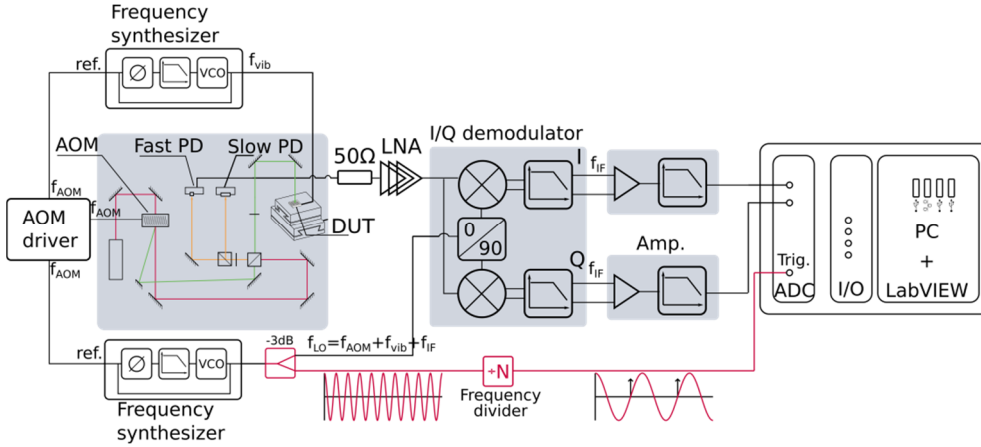 Frequency
synthesizer
ref.
VCO
f_vib
AOM
Fast PD
Slow PD
50Ω
LNA
I/Q demodulator
I
f_IF
f_AOM
f_AOM
AOM
driver
f_AOM
DUT
0
90
Q
f_IF
Amp.
Trig.
ADC
I/O
PC
+
LabVIEW
ref.
VCO
-3dB
f_LO=f_AOM+f_vib+f_IF
÷N
Frequency
divider
Frequency
synthesizer